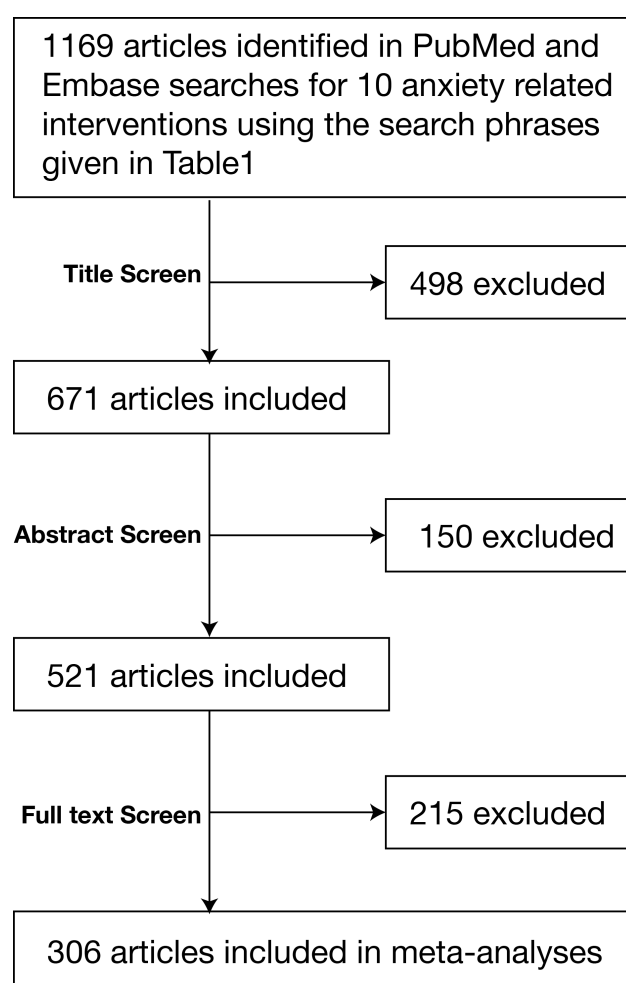 1169 articles identified in PubMed and
Embase searches for 10 anxiety related
interventions using the search phrases
given in Table1
Title Screen
498 excluded
671 articles included
Abstract Screen
150 excluded
521 articles included
Full text Screen
215 excluded
306 articles included in meta-analyses